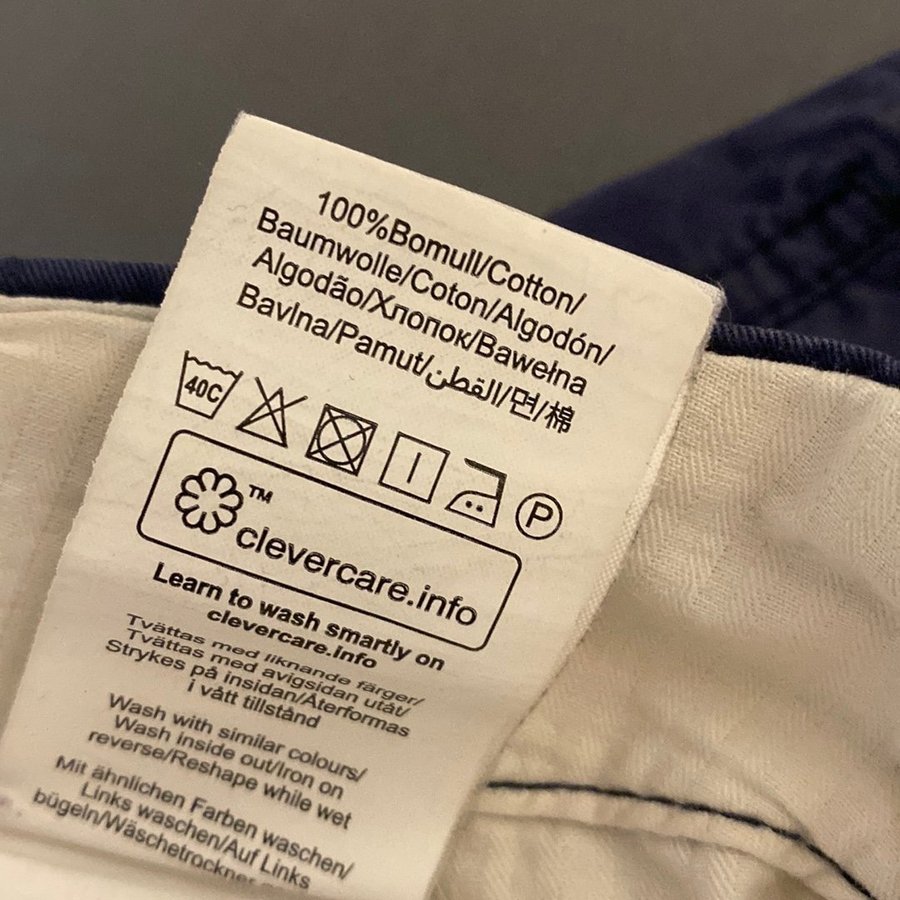 100%Bomull/Cotton/
Baumwolle/Coton/Algodón/
Algodão/Хлопок/Bawełna
Bavlna/Pamut/القطن/면/棉
40C
P
TM
clevercare.info
Learn to wash smartly on
clevercare.info
Tvättas med liknande färger/
Tvättas med avigsidan utåt/
Strykes på insidan/Återformas
i vått tillstånd
Wash with similar colours/
Wash inside out/Iron on
reverse/Reshape while wet
Mit ähnlichen Farben waschen/
Links waschen/Auf Links
bügeln/Wäschetrockner